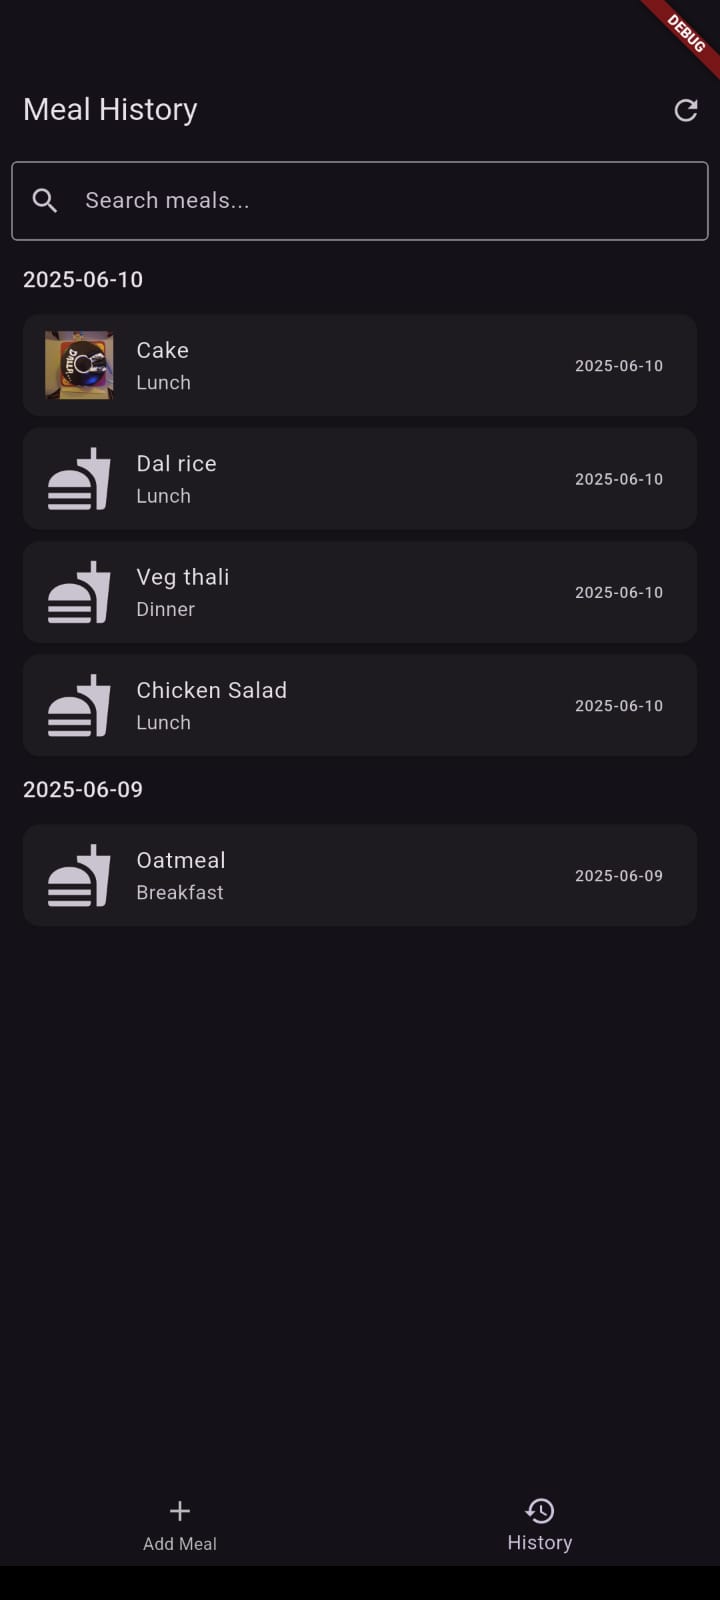 DEBUG
Meal History
Search meals...
2025-06-10
Cake
Lunch
2025-06-10
Dal rice
Lunch
2025-06-10
Veg thali
Dinner
2025-06-10
Chicken Salad
Lunch
2025-06-10
2025-06-09
Oatmeal
Breakfast
2025-06-09
Add Meal
History